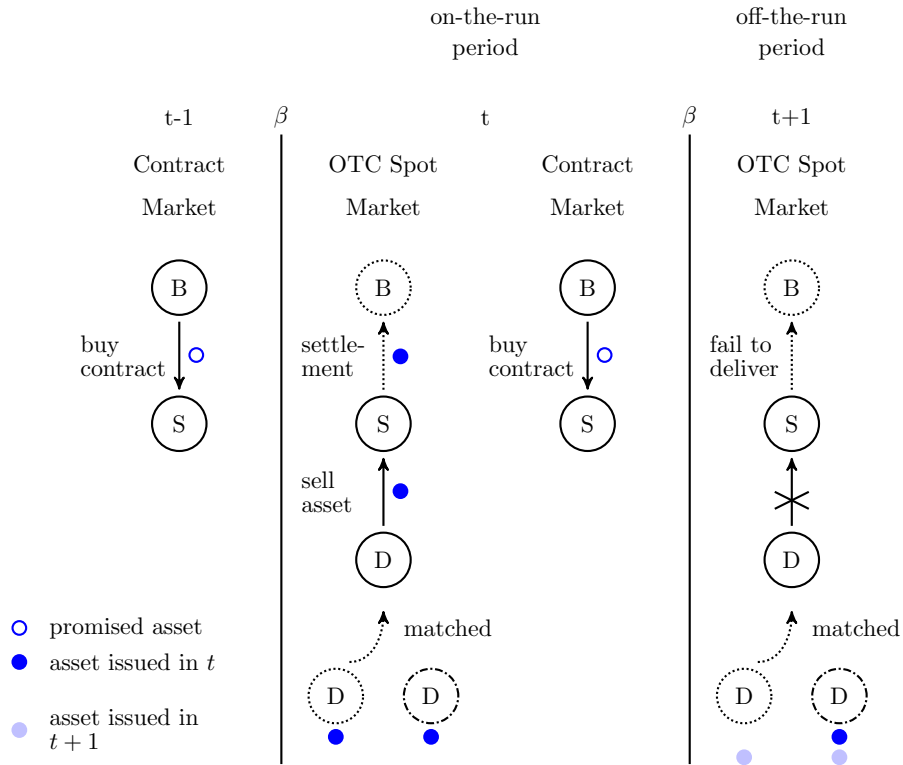 on-the-run
period
off-the-run
period
t-1
β
t
β
t+1
Contract
Market
OTC Spot
Market
Contract
Market
OTC Spot
Market
B
B
B
B
buy
contract
settle-
ment
buy
contract
fail to
deliver
S
S
S
S
sell
asset
D
D
promised asset
asset issued in t
asset issued in
t + 1
matched
matched
D
D
D
D